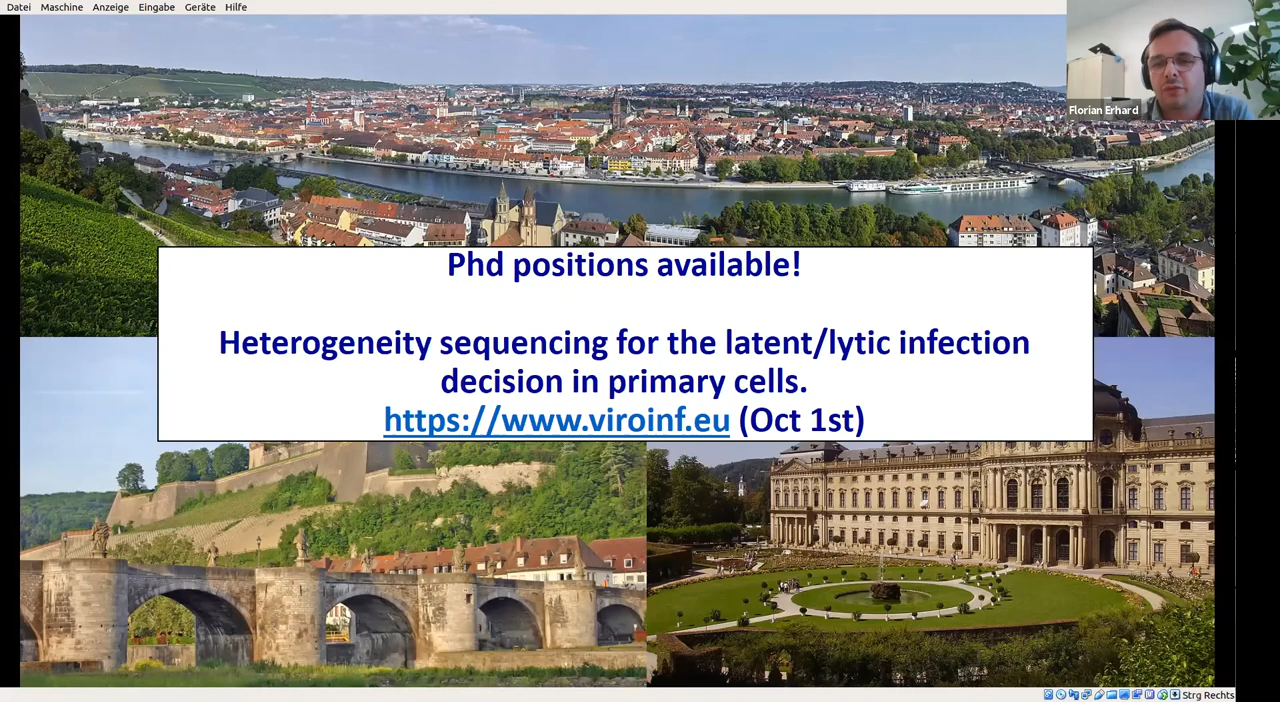 Datei Maschine Anzeige Eingabe Geräte Hilfe
Florian Erhard
Phd positions available!
Heterogeneity sequencing for the latent/lytic infection
decision in primary cells.
https://www.viroinf.eu (Oct 1st)
Strg Rechts